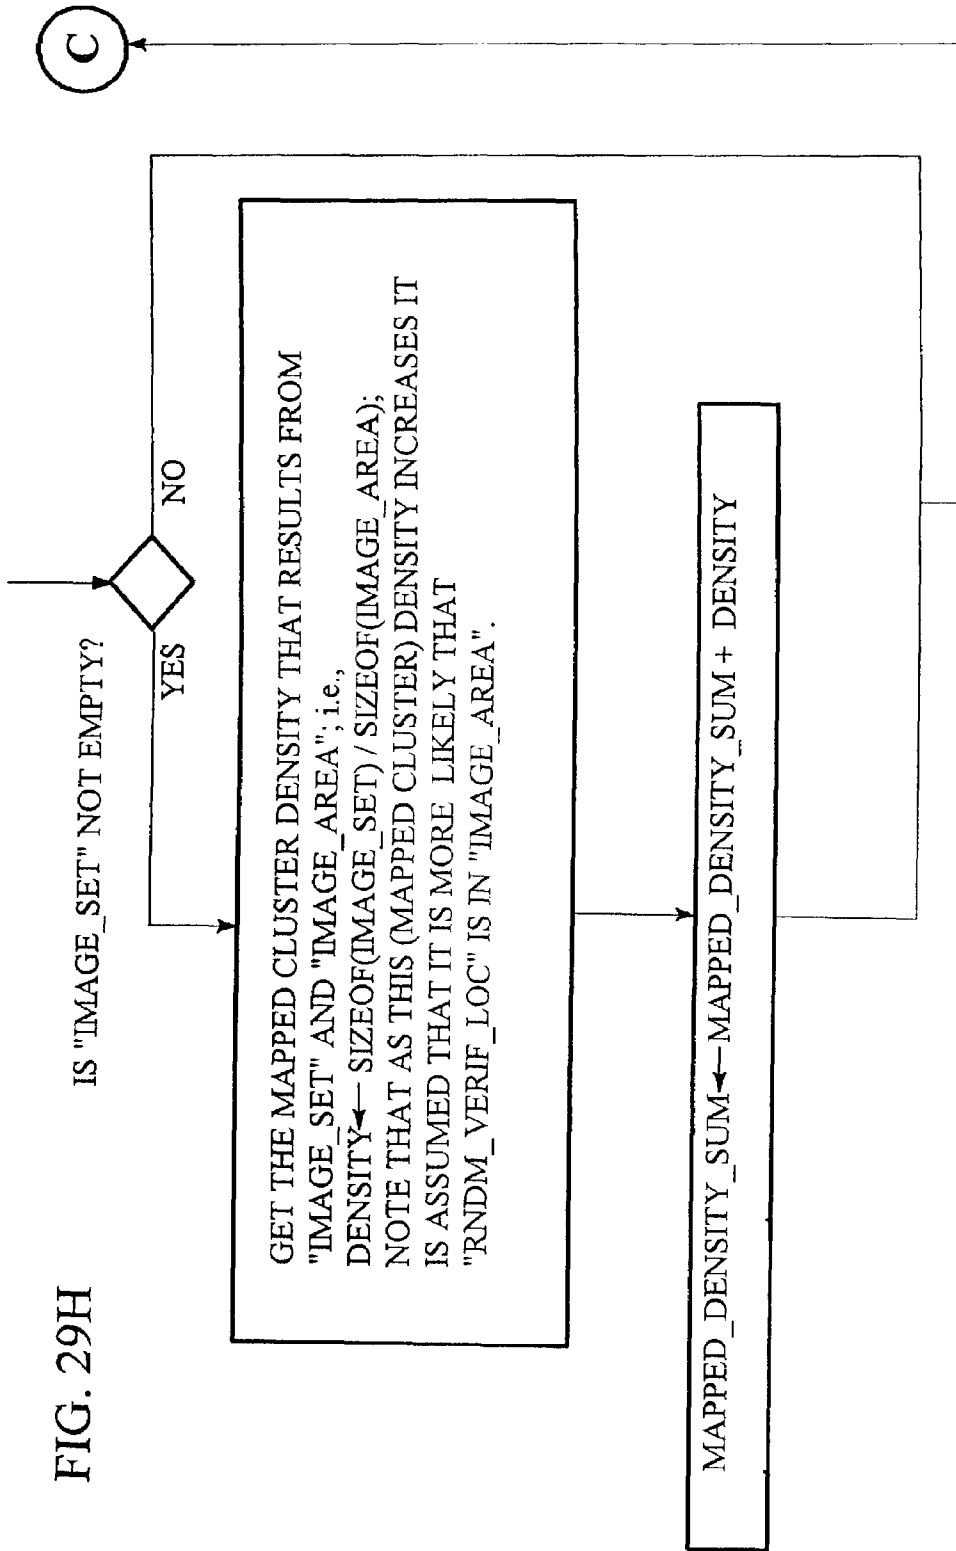 FIG. 29H
IS "IMAGE_SET" NOT EMPTY?
C
YES
NO
GET THE MAPPED CLUSTER DENSITY THAT RESULTS FROM
"IMAGE_SET" AND "IMAGE_AREA"; i.e.,
DENSITY ← SIZEOF(IMAGE_SET) / SIZEOF(IMAGE_AREA);
NOTE THAT AS THIS (MAPPED CLUSTER) DENSITY INCREASES IT
IS ASSUMED THAT IT IS MORE LIKELY THAT
"RNDM_VERIF_LOC" IS IN "IMAGE_AREA".
MAPPED_DENSITY_SUM ← MAPPED_DENSITY_SUM + DENSITY